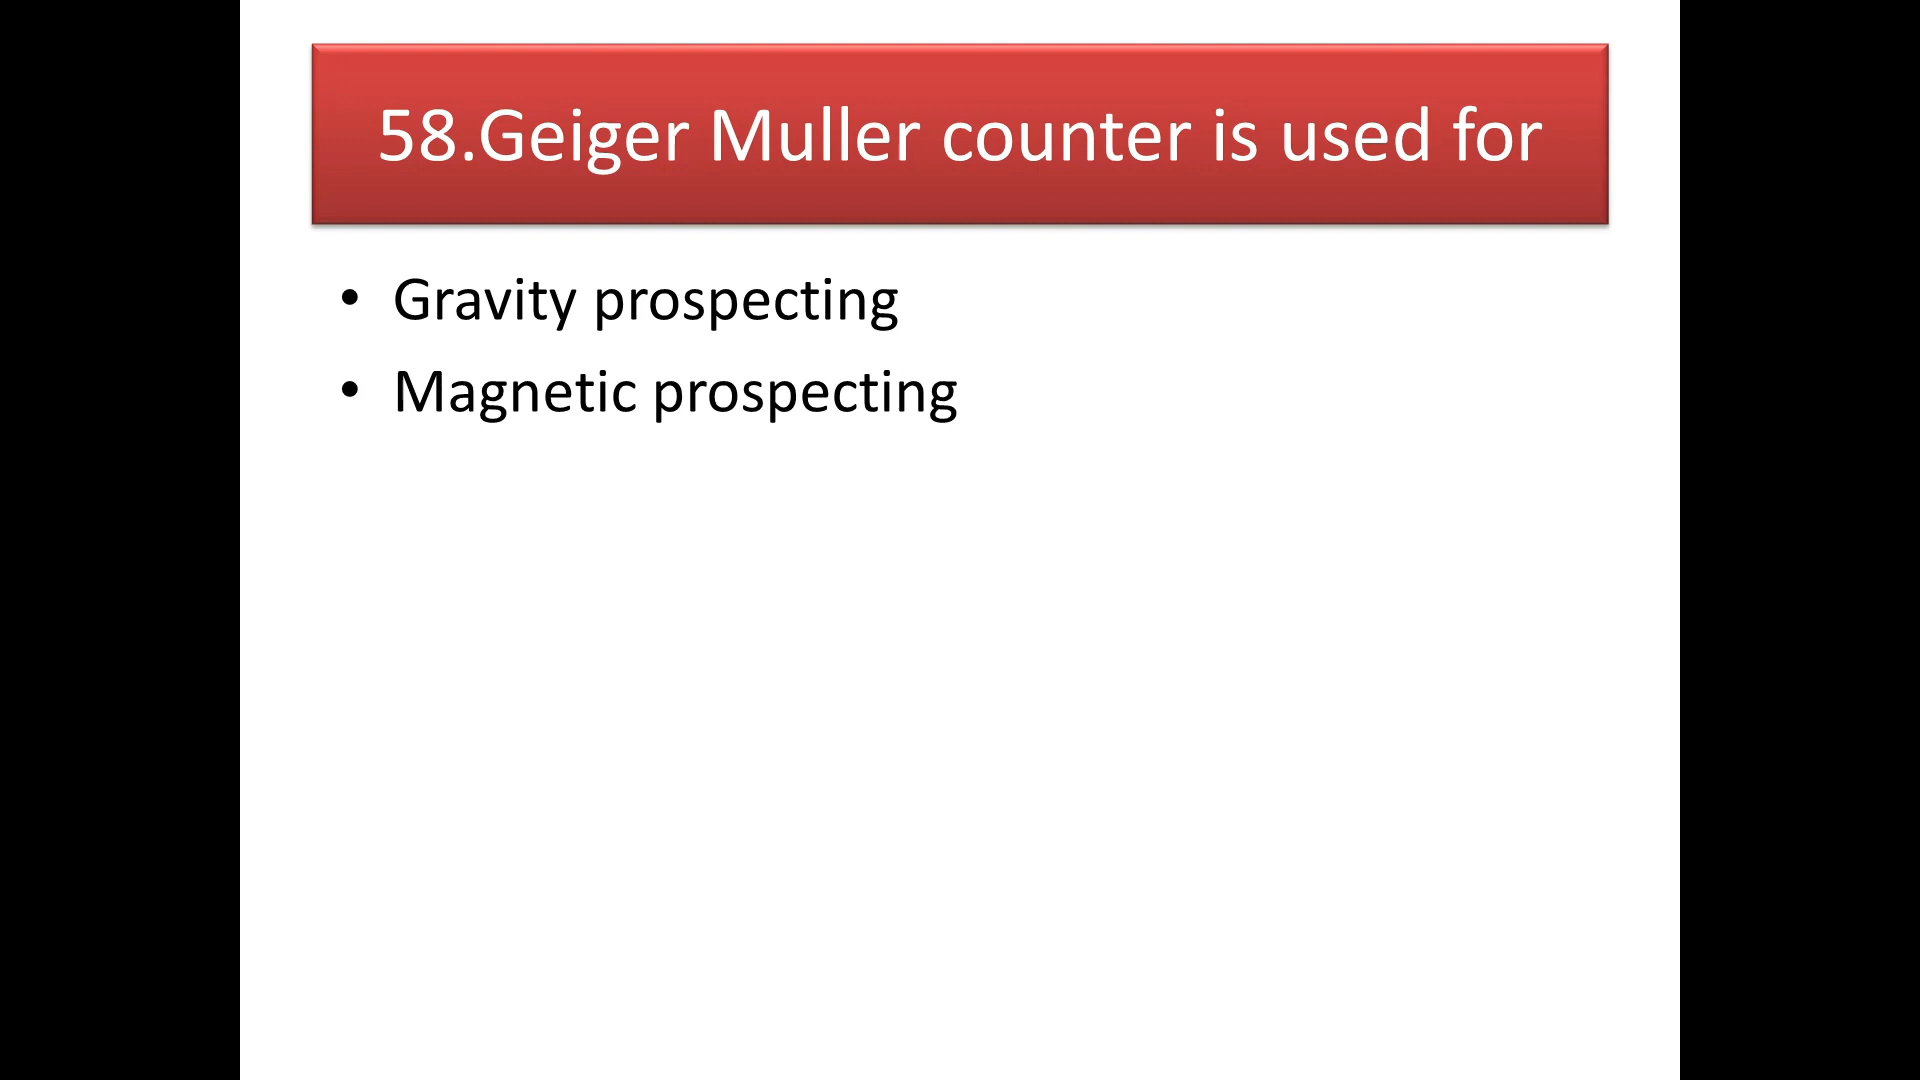 58.Geiger Muller counter is used for
• Gravity prospecting
• Magnetic prospecting